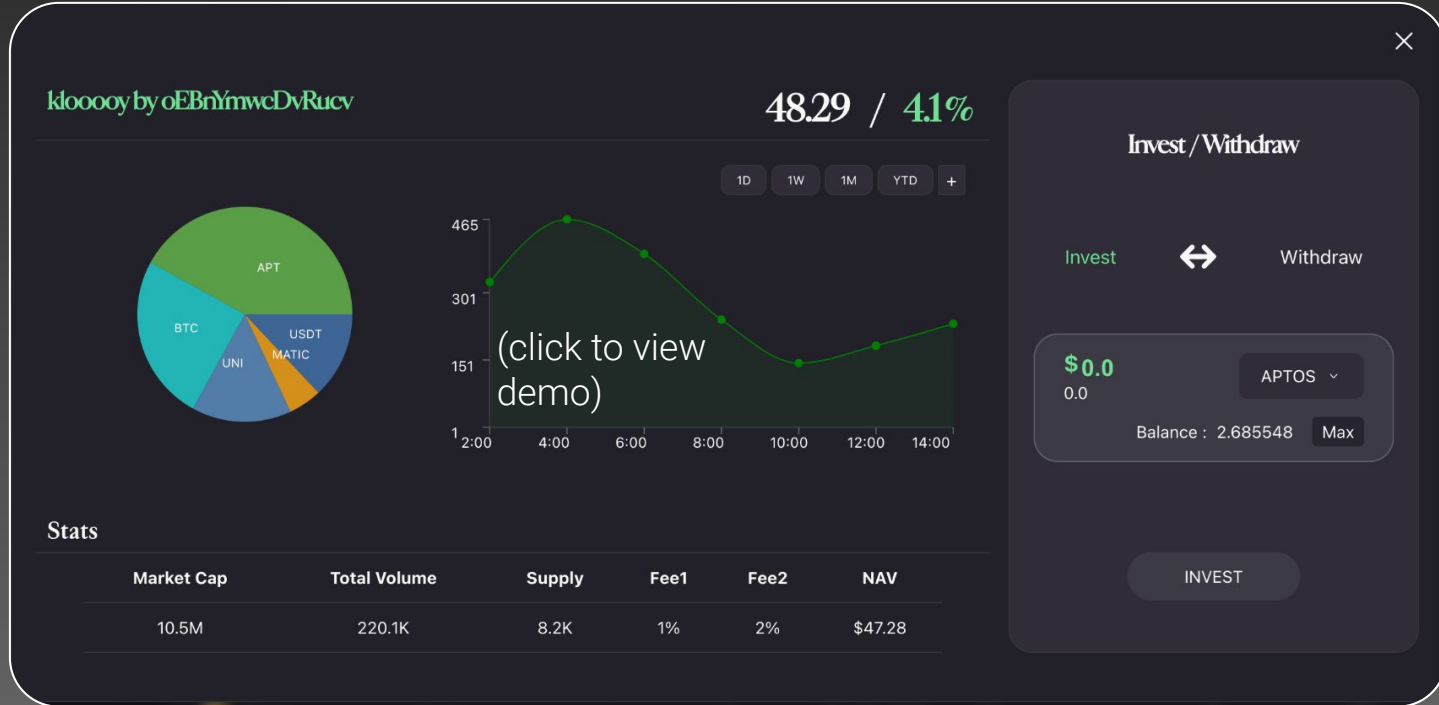 klooooy by oEBnYmwcDvRucv
48.29 / 4.1%
1D 1W 1M YTD +
APT
BTC
USDT
MATIC
UNI
465
301
151
1
(click to view
demo)
2:00 4:00 6:00 8:00 10:00 12:00 14:00
Stats
Market Cap Total Volume Supply Fee1 Fee2 NAV
10.5M 220.1K 8.2K 1% 2% $47.28
Invest / Withdraw
Invest Withdraw
$0.0
0.0
APTOS
Balance : 2.685548 Max
INVEST